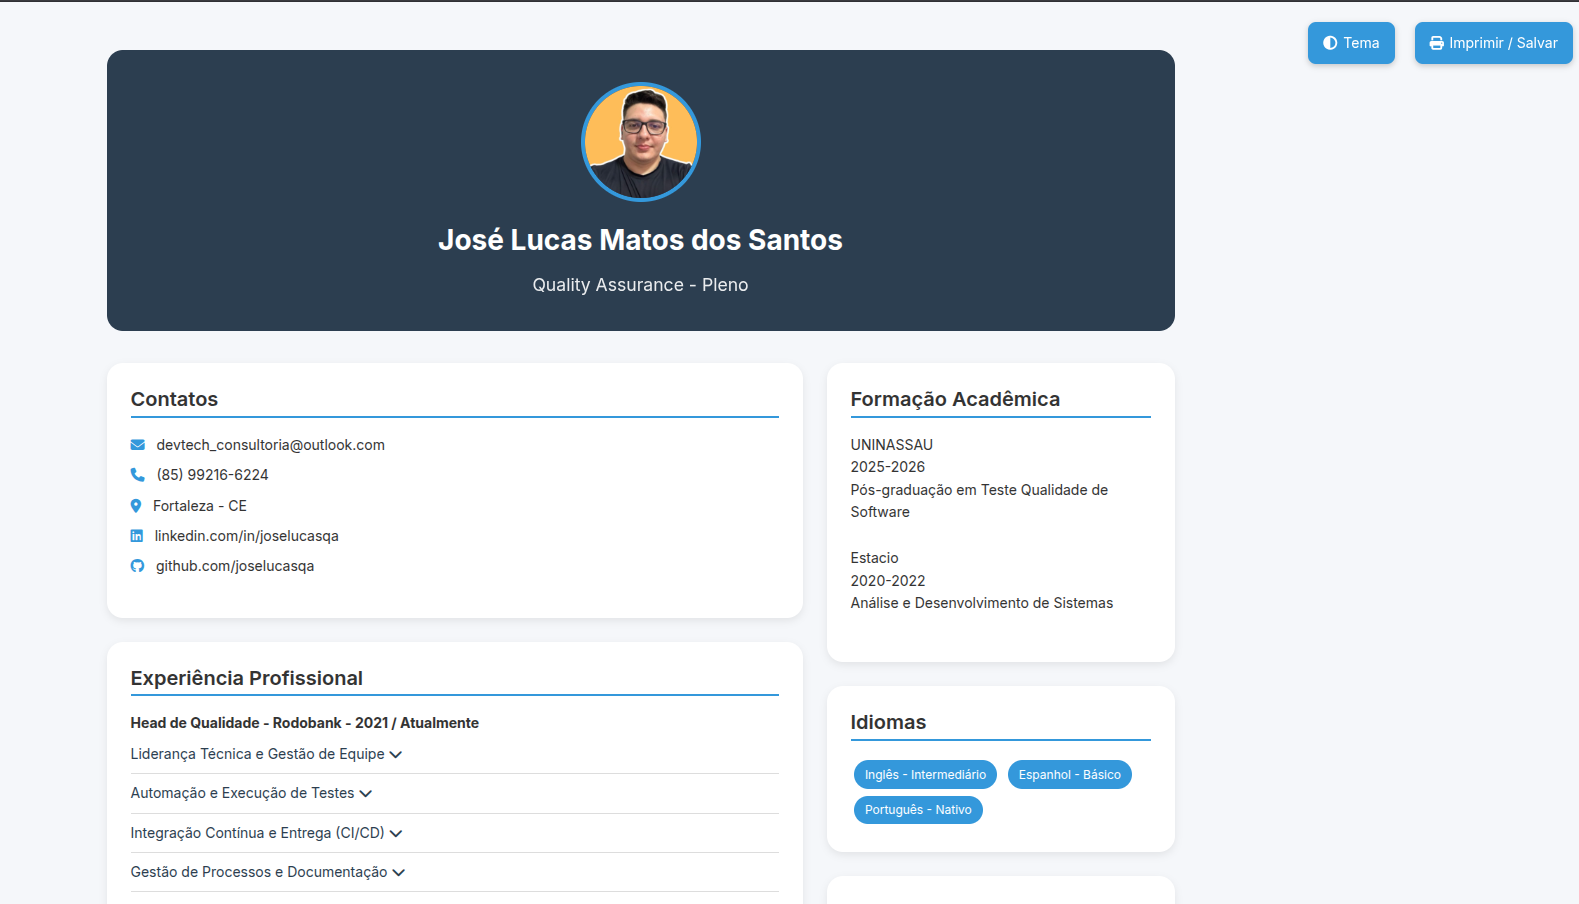 Tema
Imprimir / Salvar
José Lucas Matos dos Santos
Quality Assurance - Pleno
Contatos
devtech_consultoria@outlook.com
(85) 99216-6224
Fortaleza - CE
linkedin.com/in/joselucasqa
github.com/joselucasqa
Experiência Profissional
Head de Qualidade - Rodobank - 2021 / Atualmente
Liderança Técnica e Gestão de Equipe
Automação e Execução de Testes
Integração Contínua e Entrega (CI/CD)
Gestão de Processos e Documentação
Formação Acadêmica
UNINASSAU
2025-2026
Pós-graduação em Teste Qualidade de
Software
Estacio
2020-2022
Análise e Desenvolvimento de Sistemas
Idiomas
Inglês - Intermediário
Espanhol - Básico
Português - Nativo